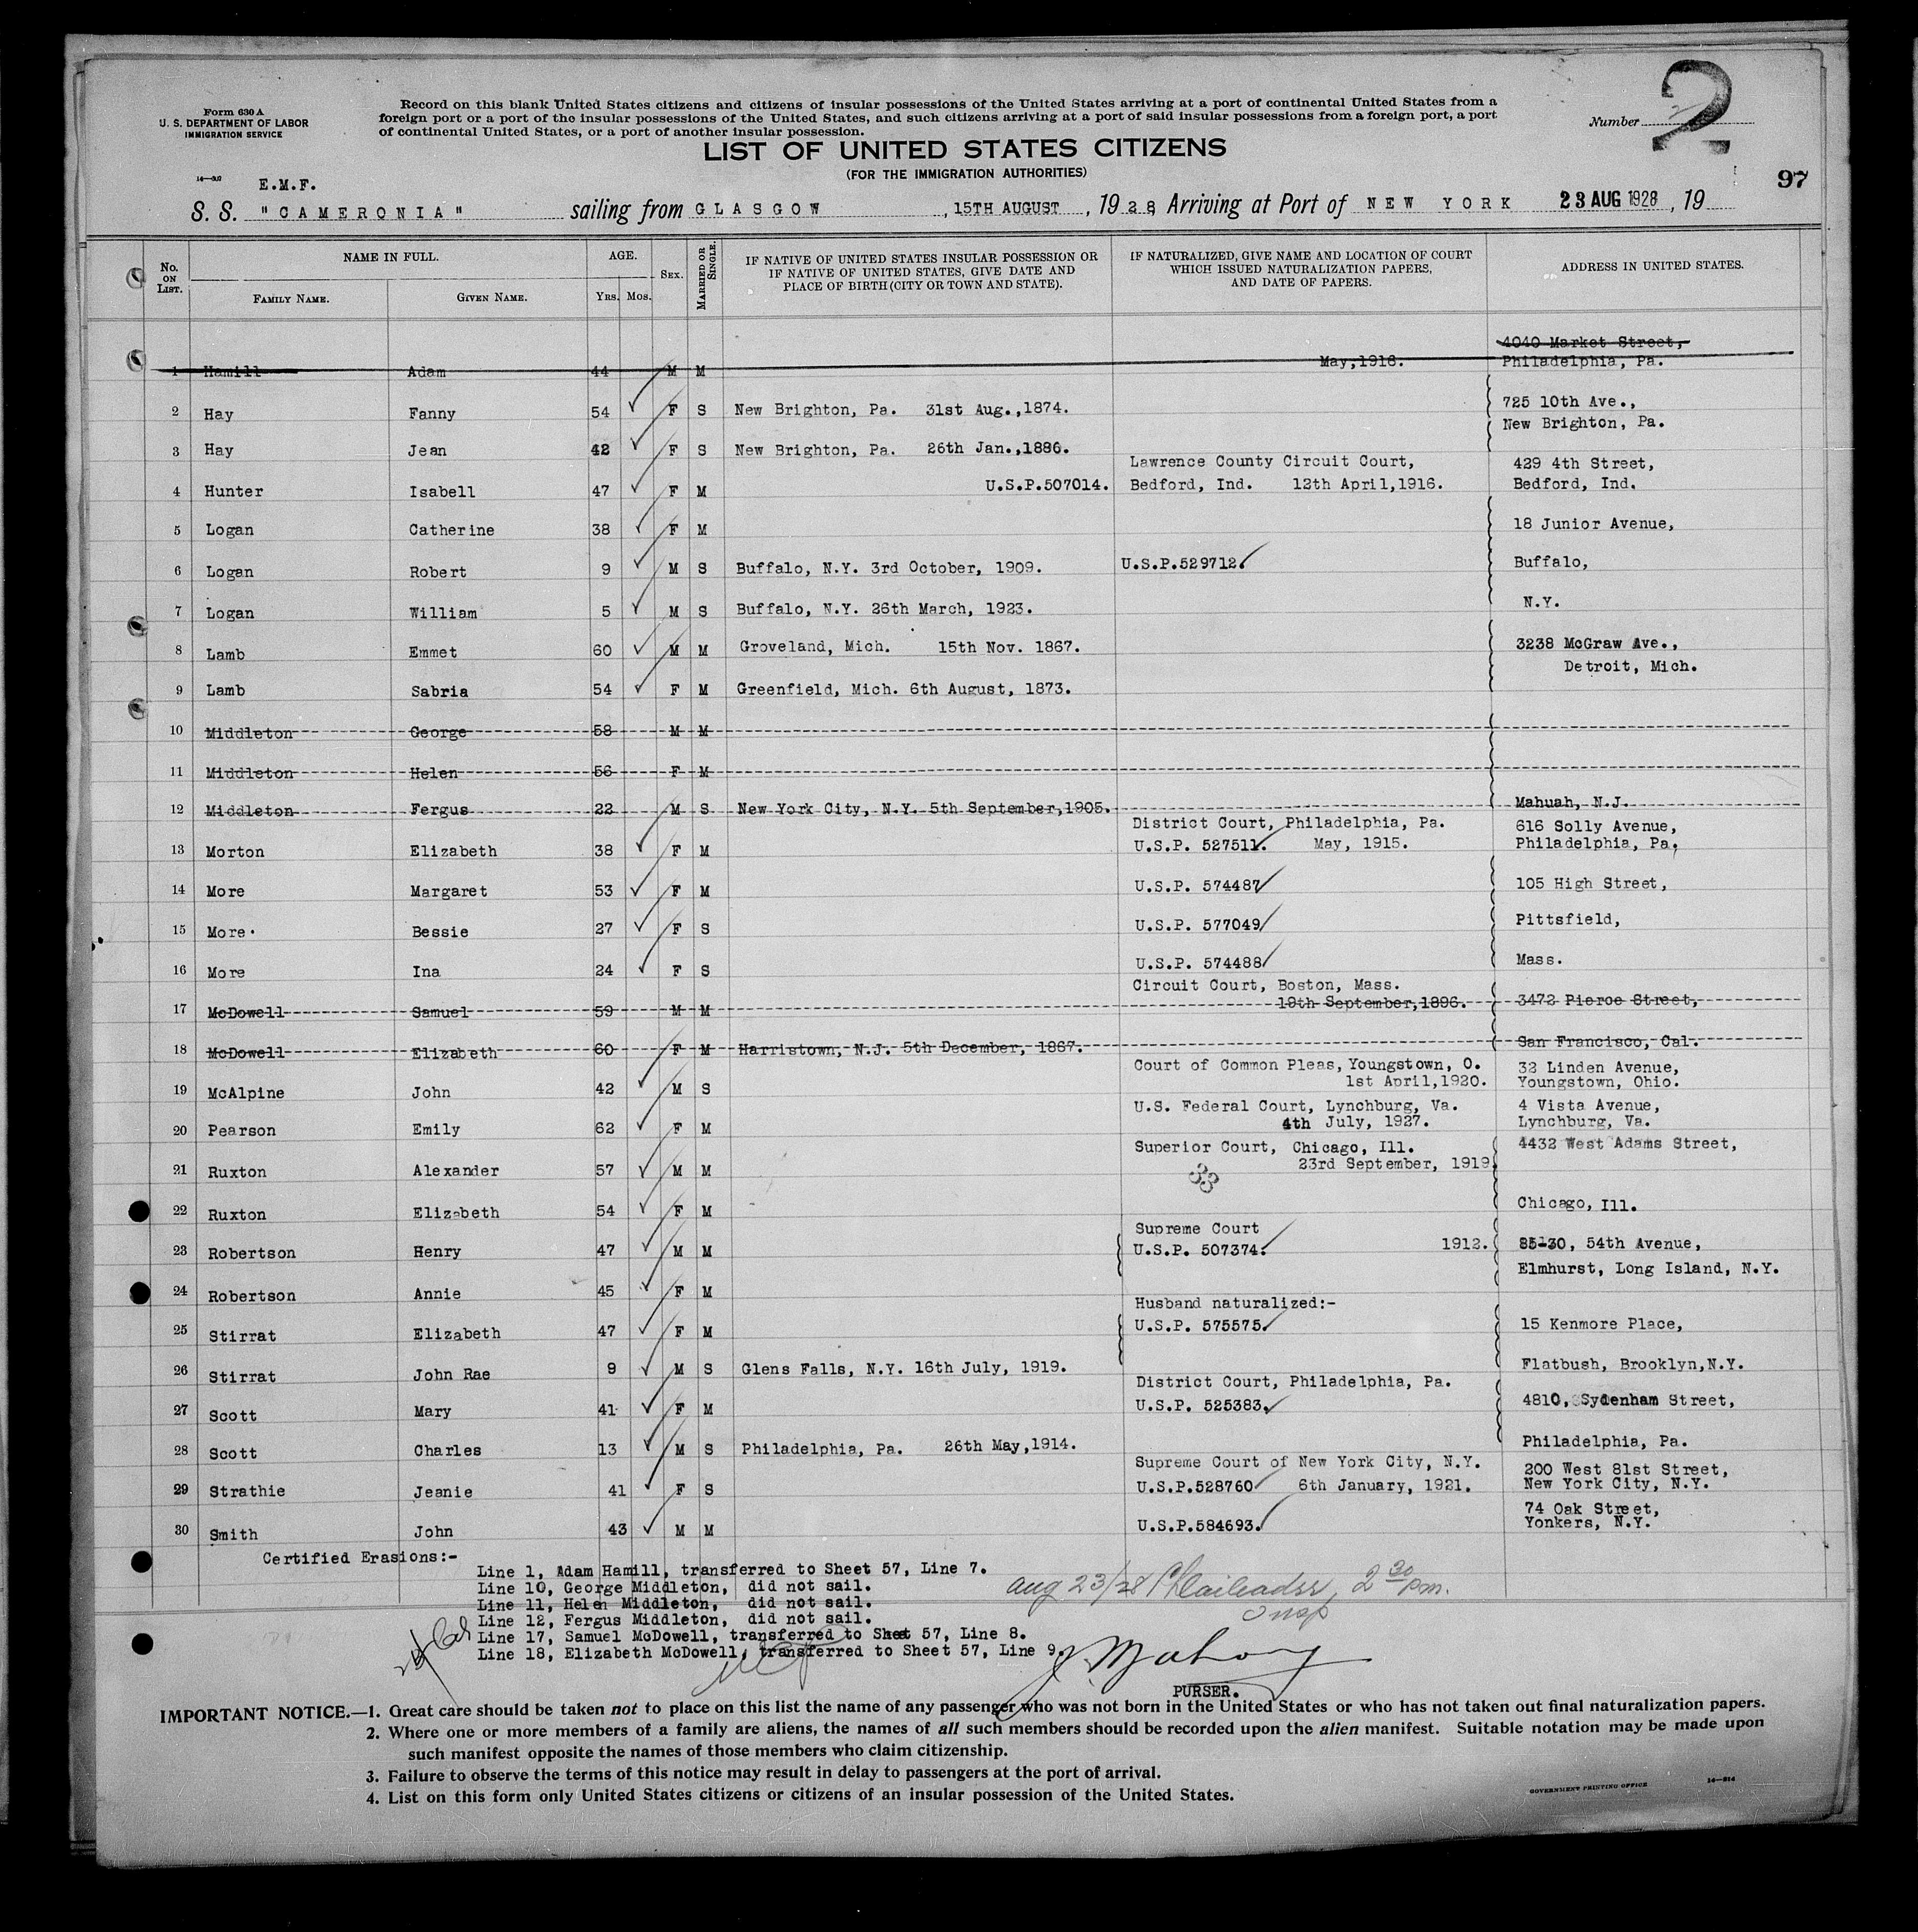 Form 630 A
U. S. DEPARTMENT OF LABOR
IMMIGRATION SERVICE
Record on this blank United States citizens and citizens of insular possessions of the United States arriving at a port of continental United States from a
foreign port or a port of the insular possessions of the United States, and such citizens arriving at a port of said insular possessions from a foreign port, a port
of continental United States, or a port of another insular possession.
Number 2
LIST OF UNITED STATES CITIZENS
(FOR THE IMMIGRATION AUTHORITIES)
97
E.M.F.
S. S. "CAMERONIA" sailing from GLASGOW, 15TH AUGUST, 1928, Arriving at Port of NEW YORK 23 AUG 1928, 19
No. ON LIST. NAME IN FULL. FAMILY NAME. GIVEN NAME. AGE. YRS. MOS. SEX. MARRIED OR SINGLE. IF NATIVE OF UNITED STATES INSULAR POSSESSION OR IF NATIVE OF UNITED STATES, GIVE DATE AND PLACE OF BIRTH (CITY OR TOWN AND STATE). IF NATURALIZED, GIVE NAME AND LOCATION OF COURT WHICH ISSUED NATURALIZATION PAPERS, AND DATE OF PAPERS. ADDRESS IN UNITED STATES.
4040 Market Street,
1 Hamill Adam 44 M M May,1918. Philadelphia, Pa.
2 Hay Fanny 54 F S New Brighton, Pa. 31st Aug.,1874. 725 10th Ave.,
New Brighton, Pa.
3 Hay Jean 42 F S New Brighton, Pa. 26th Jan.,1886.
Lawrence County Circuit Court, 429 4th Street,
4 Hunter Isabell 47 F M U.S.P.507014. Bedford, Ind. 12th April,1916. Bedford, Ind.
5 Logan Catherine 38 F M 18 Junior Avenue,
6 Logan Robert 9 M S Buffalo, N.Y. 3rd October, 1909. U.S.P.529712. Buffalo,
7 Logan William 5 M S Buffalo, N.Y. 26th March, 1923. N.Y.
8 Lamb Emmet 60 M M Groveland, Mich. 15th Nov. 1867. 3238 McGraw Ave.,
Detroit, Mich.
9 Lamb Sabria 54 F M Greenfield, Mich. 6th August, 1873.
10 Middleton George 58 M M
11 Middleton Helen 56 F M
12 Middleton Fergus 22 M S New York City, N.Y. 5th September,1905. Mahuah, N.J.
District Court, Philadelphia, Pa. 616 Solly Avenue,
13 Morton Elizabeth 38 F M U.S.P. 527511. May, 1915. Philadelphia, Pa.
14 More Margaret 53 F M U.S.P. 574487 105 High Street,
15 More Bessie 27 F S U.S.P. 577049 Pittsfield,
16 More Ina 24 F S U.S.P. 574488 Mass.
Circuit Court, Boston, Mass.
17 McDowell Samuel 59 M M 19th September,1896. 3472 Pierce Street,
18 McDowell Elizabeth 60 F M Harristown, N.J. 5th December, 1867. San Francisco, Cal.
Court of Common Pleas, Youngstown, O. 32 Linden Avenue,
19 McAlpine John 42 M S 1st April,1920. Youngstown, Ohio.
U.S. Federal Court, Lynchburg, Va. 4 Vista Avenue,
20 Pearson Emily 62 F M 4th July, 1927. Lynchburg, Va.
Superior Court, Chicago, Ill. 4432 West Adams Street,
21 Ruxton Alexander 57 M M 23rd September, 1919.
33
22 Ruxton Elizabeth 54 F M Chicago, Ill.
Supreme Court
23 Robertson Henry 47 M M U.S.P. 507374. 1912. 85-30, 54th Avenue,
Elmhurst, Long Island, N.Y.
24 Robertson Annie 45 F M
Husband naturalized:-
25 Stirrat Elizabeth 47 F M U.S.P. 575575. 15 Kenmore Place,
26 Stirrat John Rae 9 M S Glens Falls, N.Y. 16th July, 1919. Flatbush, Brooklyn,N.Y.
District Court, Philadelphia, Pa.
27 Scott Mary 41 F M U.S.P. 525383. 4810, Sydenham Street,
28 Scott Charles 13 M S Philadelphia, Pa. 26th May,1914. Philadelphia, Pa.
Supreme Court of New York City, N.Y. 200 West 81st Street,
29 Strathie Jeanie 41 F S U.S.P.528760 6th January, 1921. New York City, N.Y.
74 Oak Street,
30 Smith John 43 M M U.S.P.584693. Yonkers, N.Y.
Certified Erasions:-
Line 1, Adam Hamill, transferred to Sheet 57, Line 7.
Line 10, George Middleton, did not sail.
Line 11, Helen Middleton, did not sail.
Line 12, Fergus Middleton, did not sail.
Line 17, Samuel McDowell, transferred to Sheet 57, Line 8.
Line 18, Elizabeth McDowell, transferred to Sheet 57, Line 9.
Aug 23/28 2 30 pm.
Insp
J. Mahony
PURSER.
IMPORTANT NOTICE.—1. Great care should be taken not to place on this list the name of any passenger who was not born in the United States or who has not taken out final naturalization papers.
2. Where one or more members of a family are aliens, the names of all such members should be recorded upon the alien manifest. Suitable notation may be made upon
such manifest opposite the names of those members who claim citizenship.
3. Failure to observe the terms of this notice may result in delay to passengers at the port of arrival.
4. List on this form only United States citizens or citizens of an insular possession of the United States.
GOVERNMENT PRINTING OFFICE 14—814